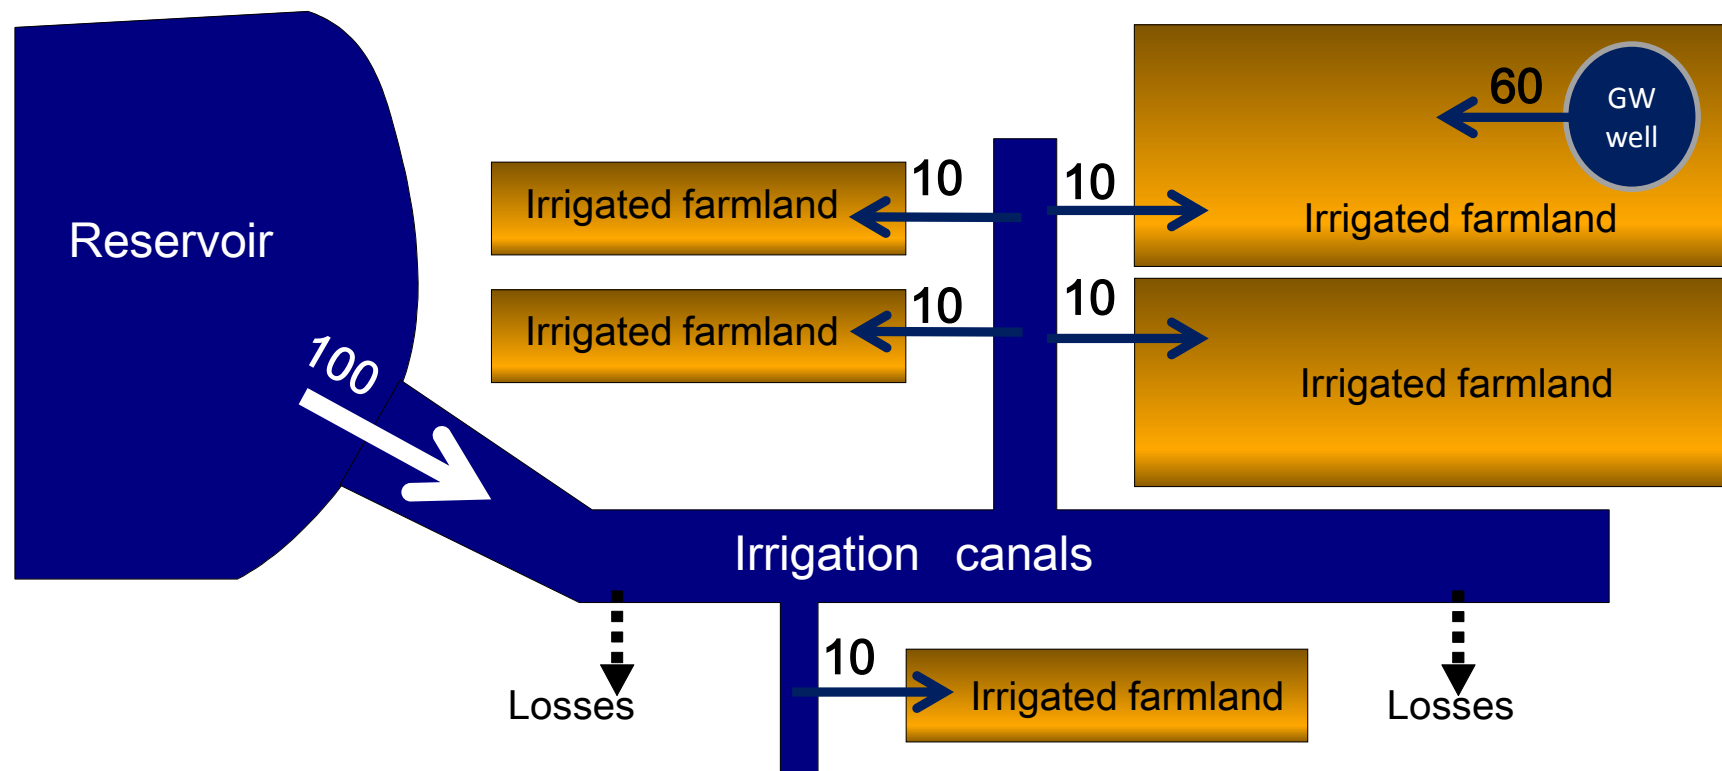 60
GW
well
10
10
Irrigated farmland
Irrigated farmland
Reservoir
10
10
Irrigated farmland
Irrigated farmland
100
Irrigation canals
10
Irrigated farmland
Losses
Losses